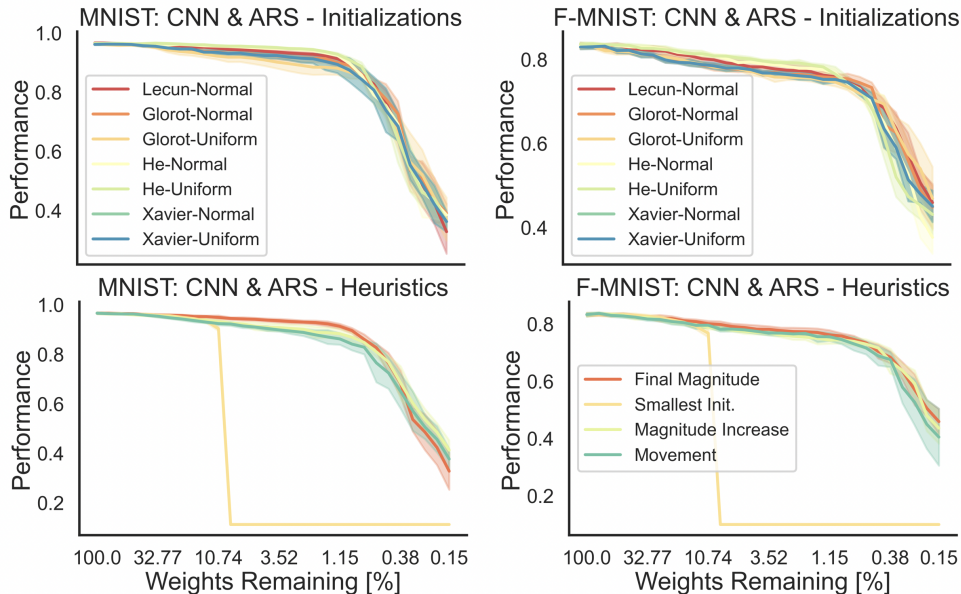 MNIST: CNN & ARS - Initializations
1.0
0.8
0.6
0.4
Performance
Lecun-Normal
Glorot-Normal
Glorot-Uniform
He-Normal
He-Uniform
Xavier-Normal
Xavier-Uniform
F-MNIST: CNN & ARS - Initializations
0.8
0.6
0.4
Performance
Lecun-Normal
Glorot-Normal
Glorot-Uniform
He-Normal
He-Uniform
Xavier-Normal
Xavier-Uniform
MNIST: CNN & ARS - Heuristics
1.0
0.8
0.6
0.4
0.2
Performance
100.0 32.77 10.74 3.52 1.15 0.38 0.15
Weights Remaining [%]
F-MNIST: CNN & ARS - Heuristics
0.8
0.6
0.4
0.2
Performance
Final Magnitude
Smallest Init.
Magnitude Increase
Movement
100.0 32.77 10.74 3.52 1.15 0.38 0.15
Weights Remaining [%]